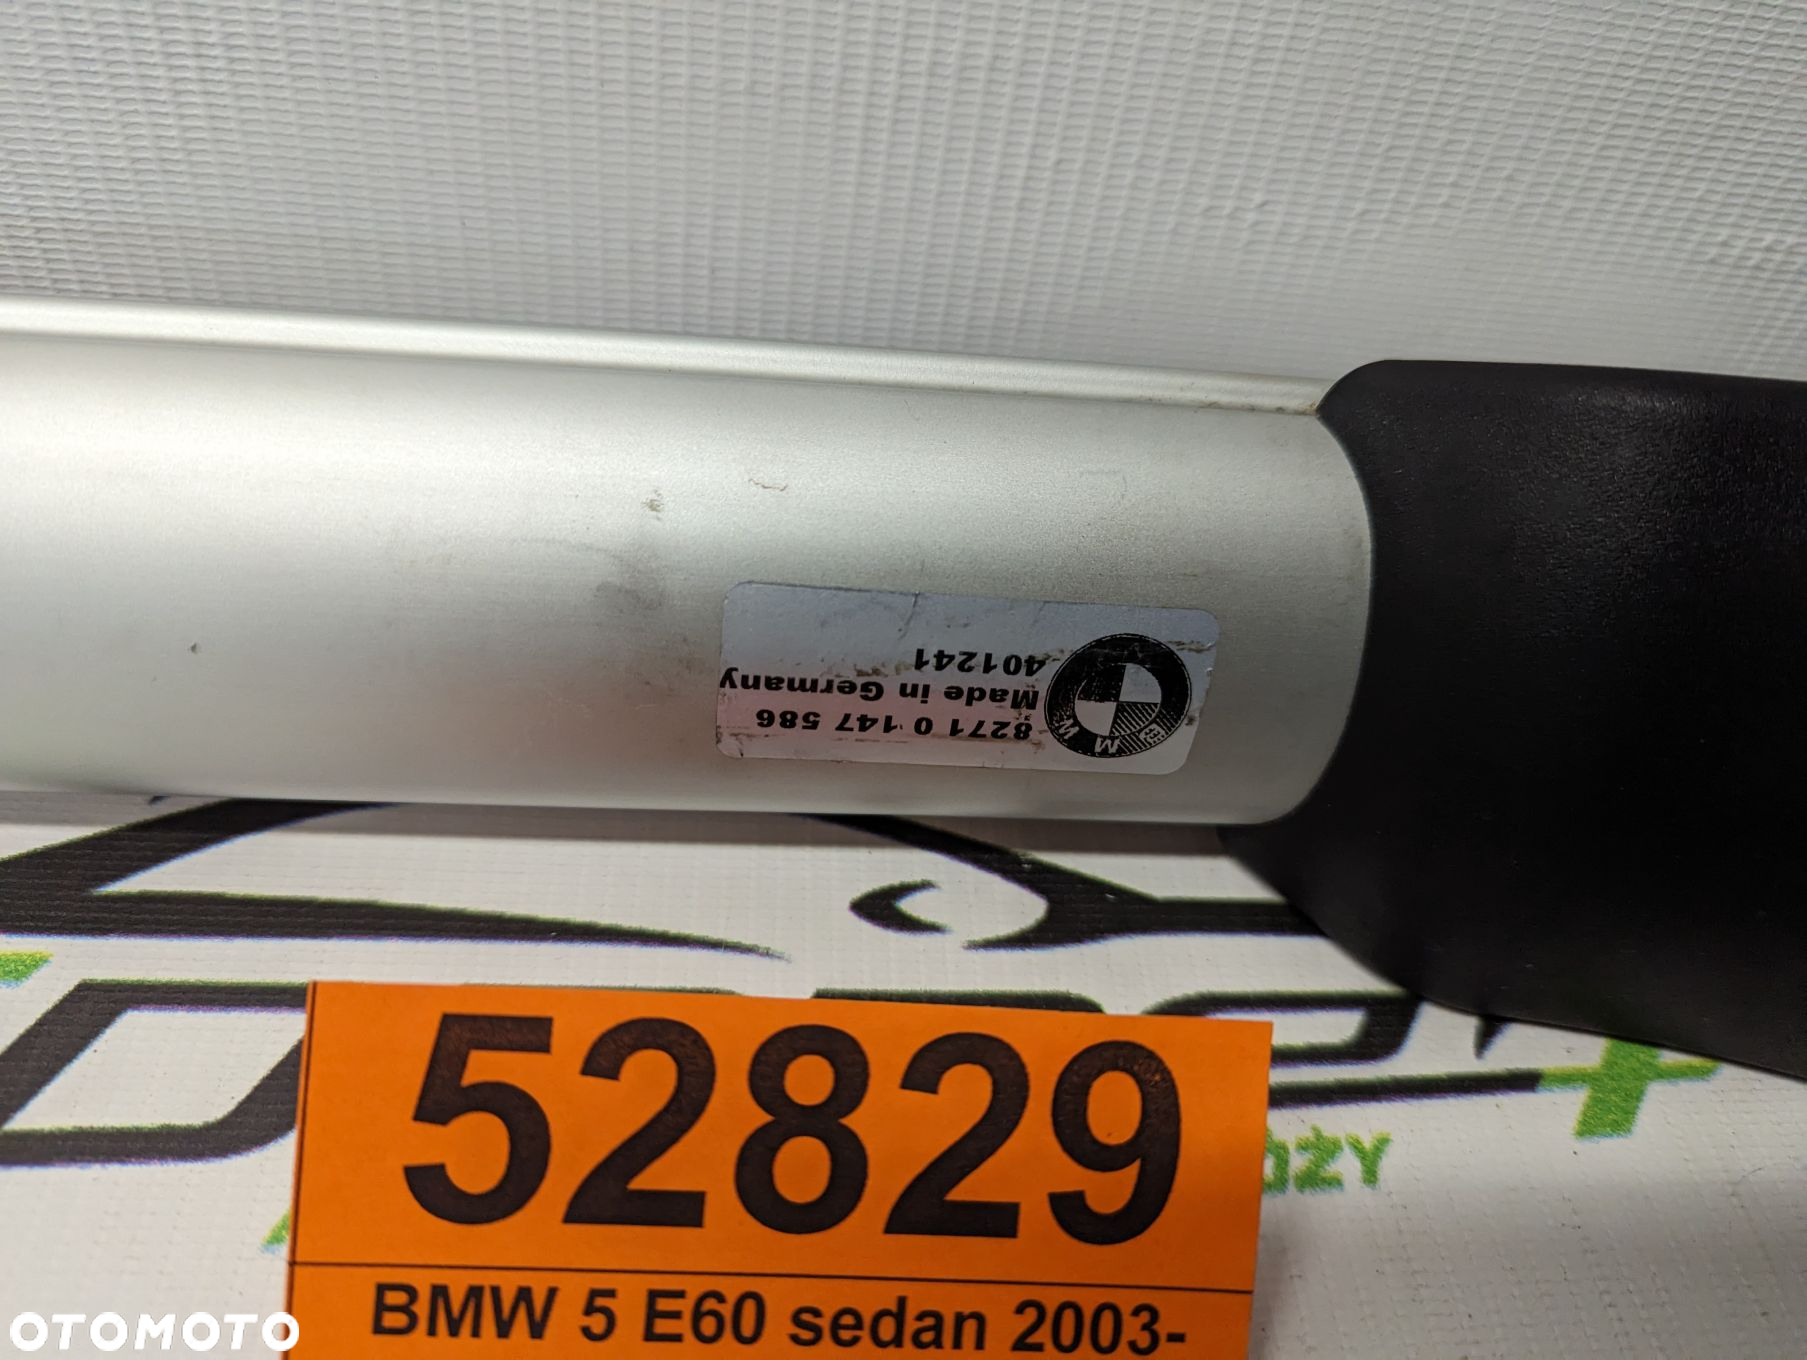 8271 0 147 586
Made in Germany
401241
BMW
52829
BMW 5 E60 sedan 2003-
OTOMOTO